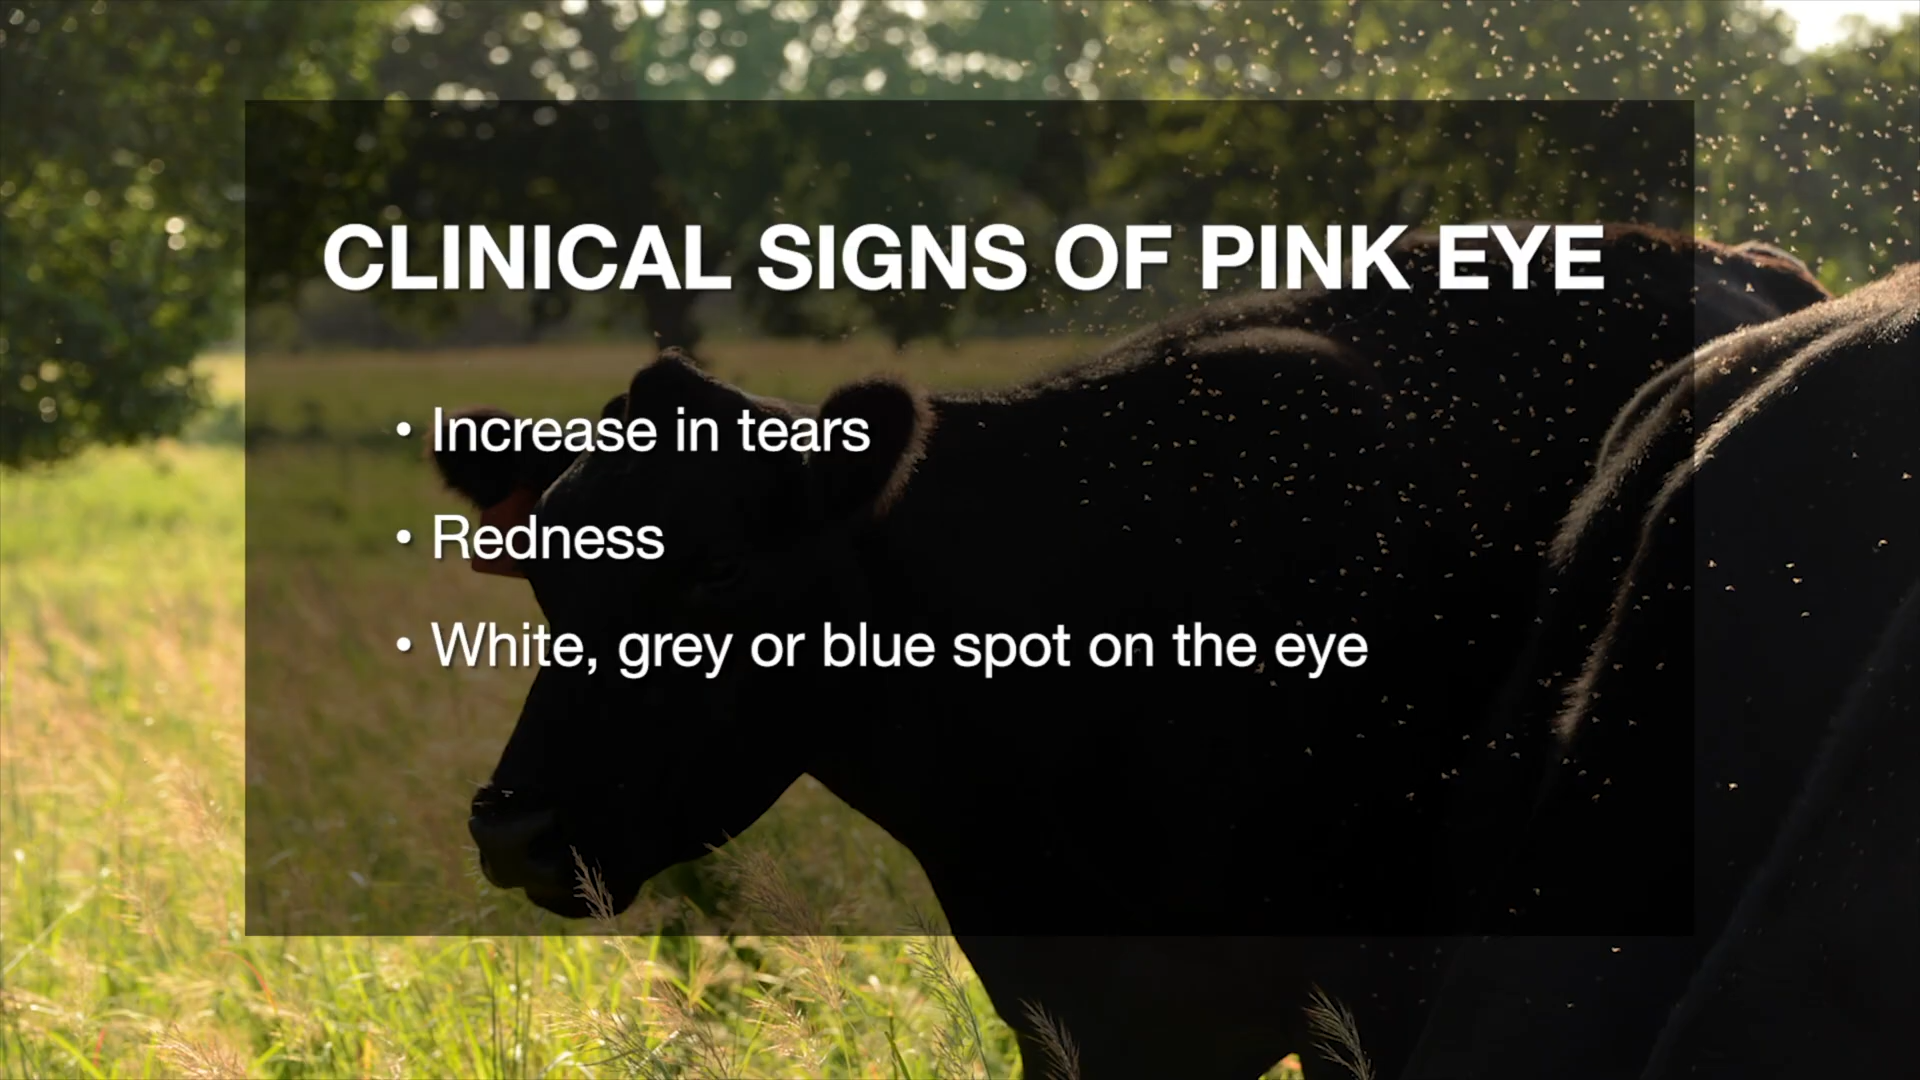 CLINICAL SIGNS OF PINK EYE
• Increase in tears
• Redness
• White, grey or blue spot on the eye